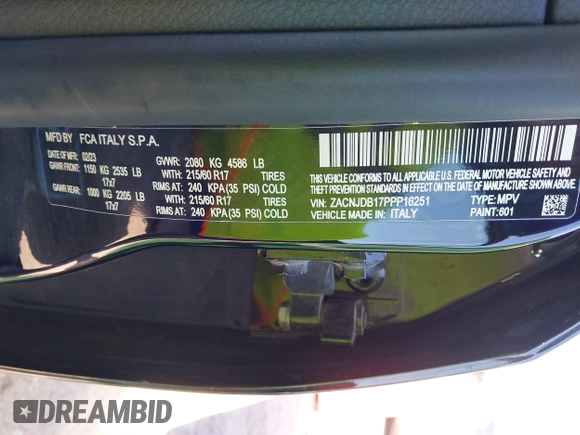 MFD BY FCA ITALY S.P.A.
DATE OF MFD: 02/23 GVWR: 2080 KG 4586 LB
GAWR FRONT: 1150 KG 2535 LB WITH: 215/60 R17 TIRES
17x7 RIMS AT: 240 KPA(35 PSI) COLD
GAWR REAR: 1000 KG 2205 LB WITH: 215/60 R17 TIRES
17x7 RIMS AT: 240 KPA(35 PSI) COLD
THIS VEHICLE CONFORMS TO ALL APPLICABLE U.S. FEDERAL MOTOR VEHICLE SAFETY,
BUMPER, AND THEFT PREVENTION STANDARDS IN EFFECT ON THE DATE OF MANUFACTURE SHOWN ABOVE.
VIN: ZACNJDB17PPP16251 TYPE: MPV
VEHICLE MADE IN: ITALY PAINT: 601
DREAMBID